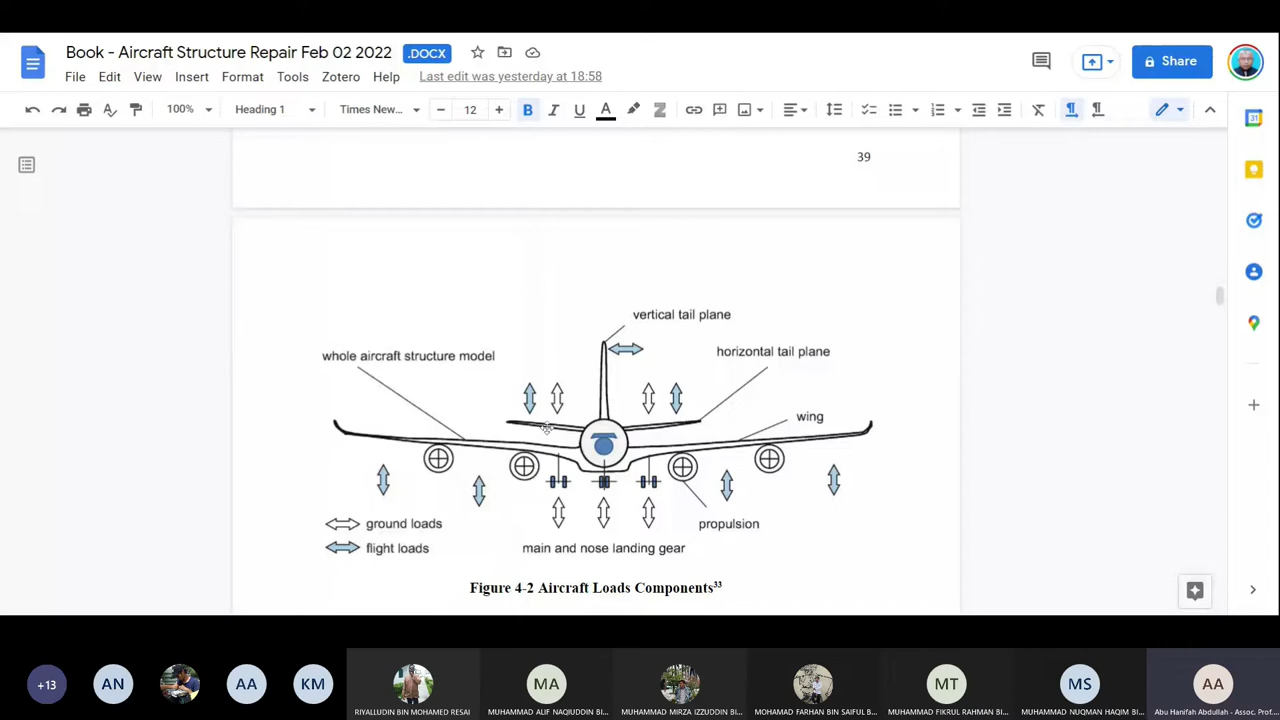 Book - Aircraft Structure Repair Feb 02 2022 .DOCX
Share
File Edit View Insert Format Tools Zotero Help Last edit was yesterday at 18:58
100% Heading 1 Times New... 12 B I U A
31
39
vertical tail plane
whole aircraft structure model
horizontal tail plane
wing
ground loads
propulsion
flight loads
main and nose landing gear
Figure 4-2 Aircraft Loads Components33
+13 AN AA KM MA MT MS AA
RIYALLUDIN BIN MOHAMED RESAI MUHAMMAD ALIF NAQIUDDIN BI... MUHAMMAD MIRZA IZZUDDIN BI... MOHAMAD FARHAN BIN SAIFUL B... MUHAMMAD FIKRUL RAHMAN BI... MUHAMMAD NUQMAN HAQIM BI... Abu Hanifah Abdullah - Assoc. Prof...